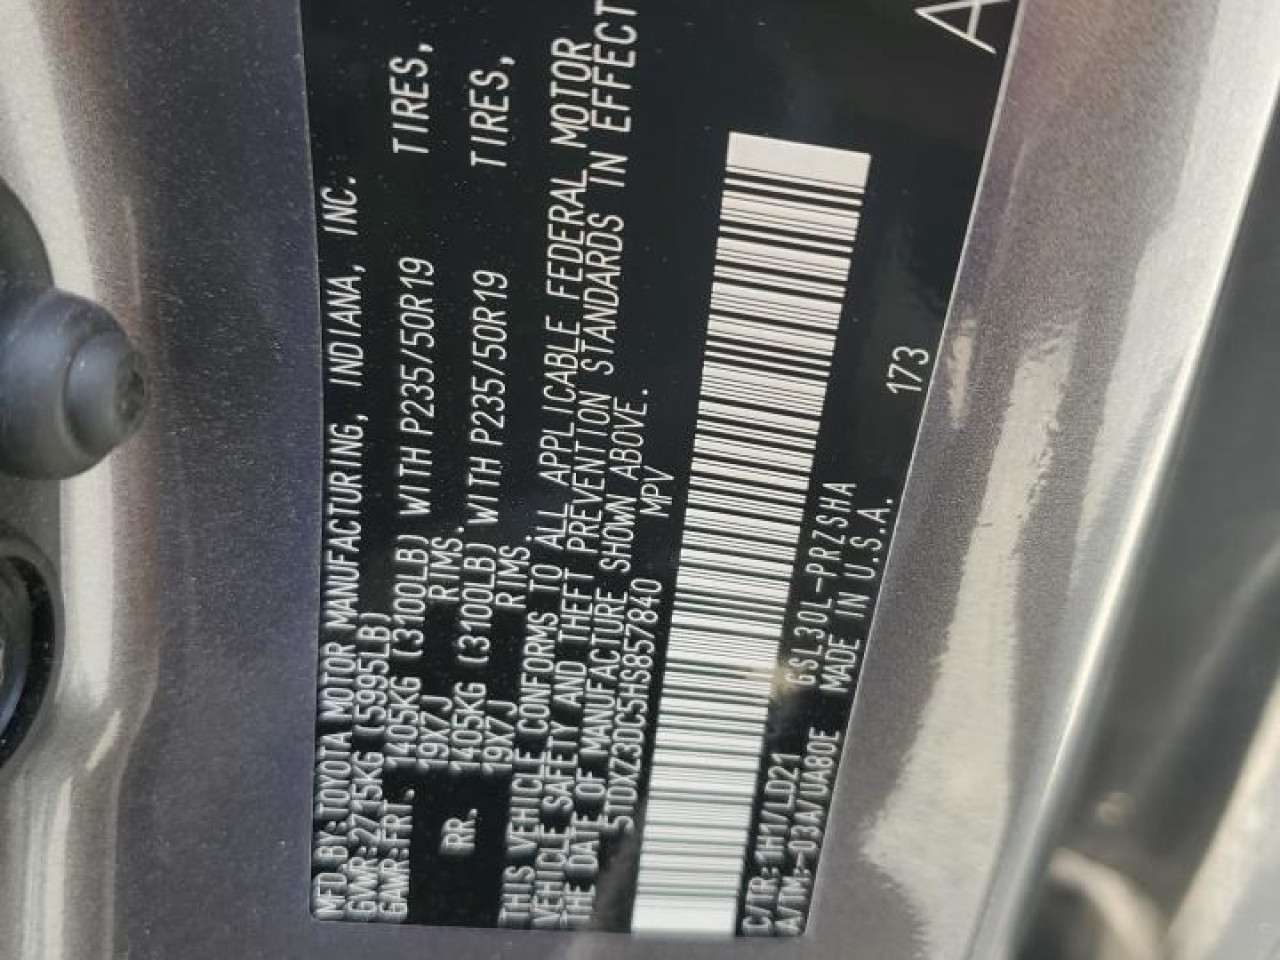 MFD. BY: TOYOTA MOTOR MANUFACTURING, INDIANA, INC.
GVWR: 2715KG (5995LB)
GAWR: FRT. 1405KG (3100LB) WITH P235/50R19 TIRES,
19X7J RIMS.
RR. 1405KG (3100LB) WITH P235/50R19 TIRES,
19X7J RIMS
THIS VEHICLE CONFORMS TO ALL APPLICABLE FEDERAL MOTOR
VEHICLE SAFETY AND THEFT PREVENTION STANDARDS IN EFFECT
THE DATE OF MANUFACTURE SHOWN ABOVE.
5TDXZ3DC5HS857840 MPV
C/TR: 1H1/LD21 GSL30L-PRZSHA
A/TM: -03A/UA80E MADE IN U.S.A. 173
A